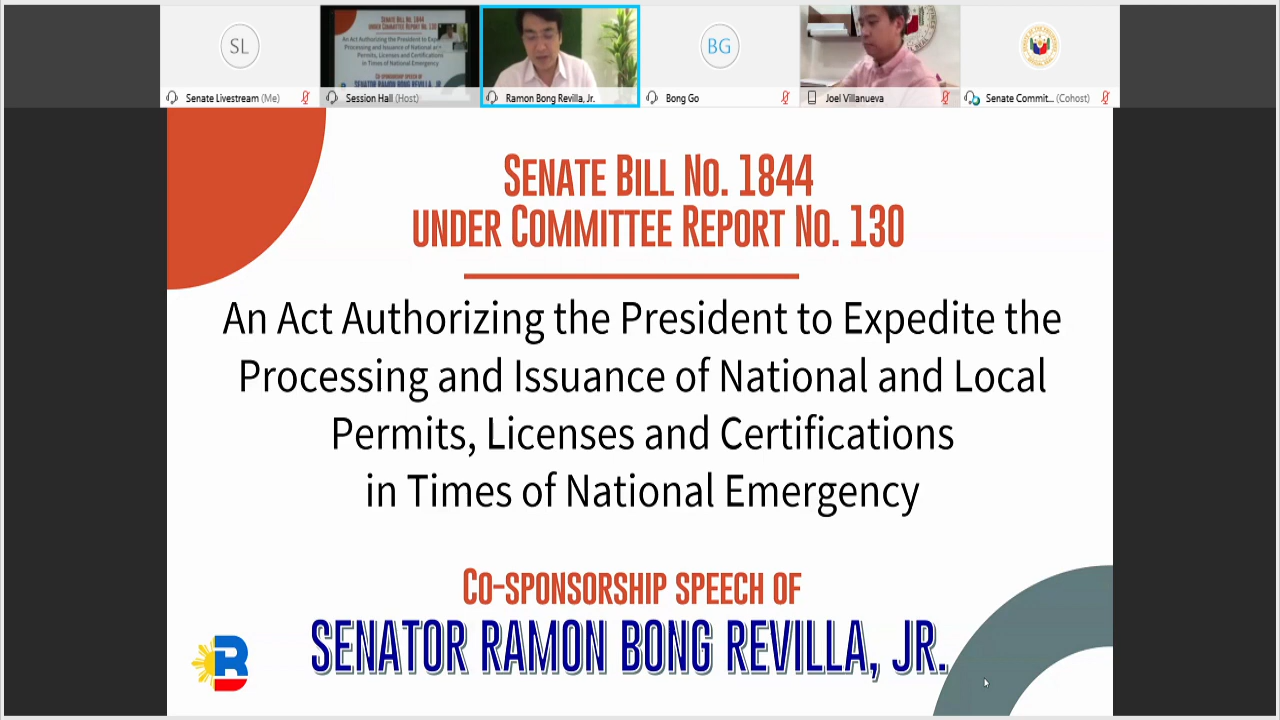 SL
BG
Senate Livestream (Me)
Session Hall (Host)
Ramon Bong Revilla, Jr.
Bong Go
Joel Villanueva
Senate Commit... (Cohost)
SENATE BILL NO. 1844
UNDER COMMITTEE REPORT NO. 130
An Act Authorizing the President to Expedite the
Processing and Issuance of National and Local
Permits, Licenses and Certifications
in Times of National Emergency
CO-SPONSORSHIP SPEECH OF
SENATOR RAMON BONG REVILLA, JR.
R